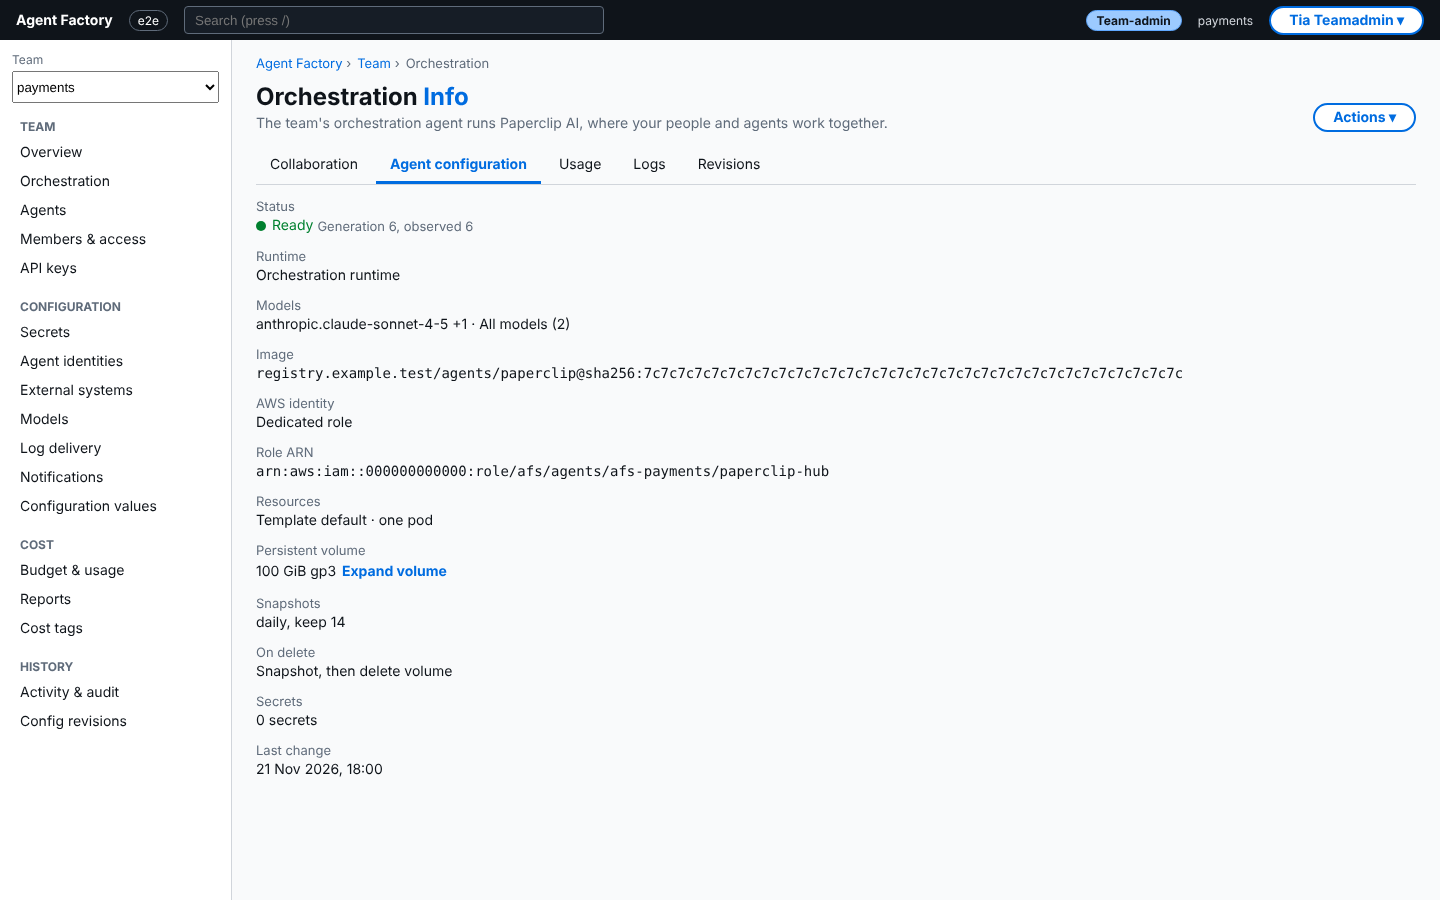 Agent Factory e2e Search (press /) Team-admin payments Tia Teamadmin ▾
Team
payments
TEAM
Overview
Orchestration
Agents
Members & access
API keys
CONFIGURATION
Secrets
Agent identities
External systems
Models
Log delivery
Notifications
Configuration values
COST
Budget & usage
Reports
Cost tags
HISTORY
Activity & audit
Config revisions
Agent Factory › Team › Orchestration
Orchestration Info
The team's orchestration agent runs Paperclip AI, where your people and agents work together.
Actions ▾
Collaboration Agent configuration Usage Logs Revisions
Status
Ready Generation 6, observed 6
Runtime
Orchestration runtime
Models
anthropic.claude-sonnet-4-5 +1 · All models (2)
Image
registry.example.test/agents/paperclip@sha256:7c7c7c7c7c7c7c7c7c7c7c7c7c7c7c7c7c7c7c7c7c7c7c7c7c7c7c7c7c7c7c7c
AWS identity
Dedicated role
Role ARN
arn:aws:iam::000000000000:role/afs/agents/afs-payments/paperclip-hub
Resources
Template default · one pod
Persistent volume
100 GiB gp3 Expand volume
Snapshots
daily, keep 14
On delete
Snapshot, then delete volume
Secrets
0 secrets
Last change
21 Nov 2026, 18:00